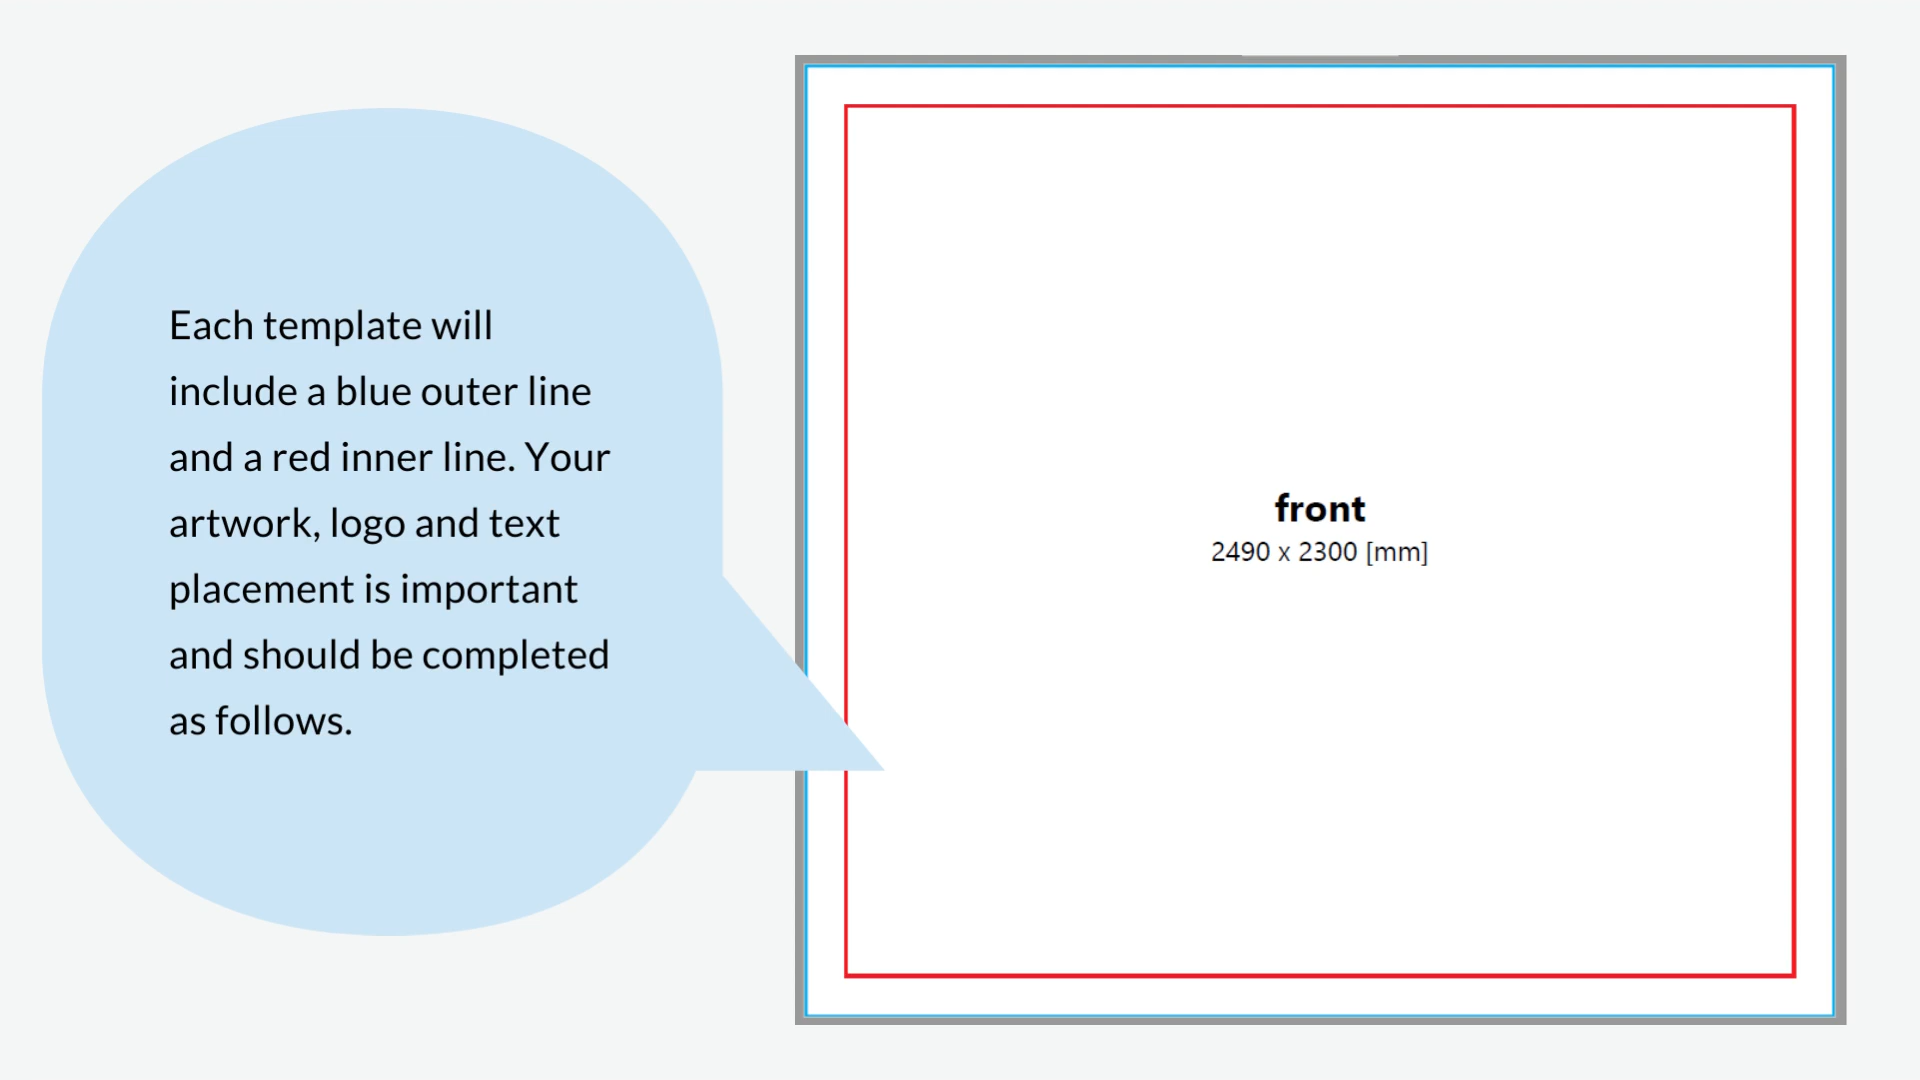 Each template will
include a blue outer line
and a red inner line. Your
artwork, logo and text
placement is important
and should be completed
as follows.
front
2490 x 2300 [mm]